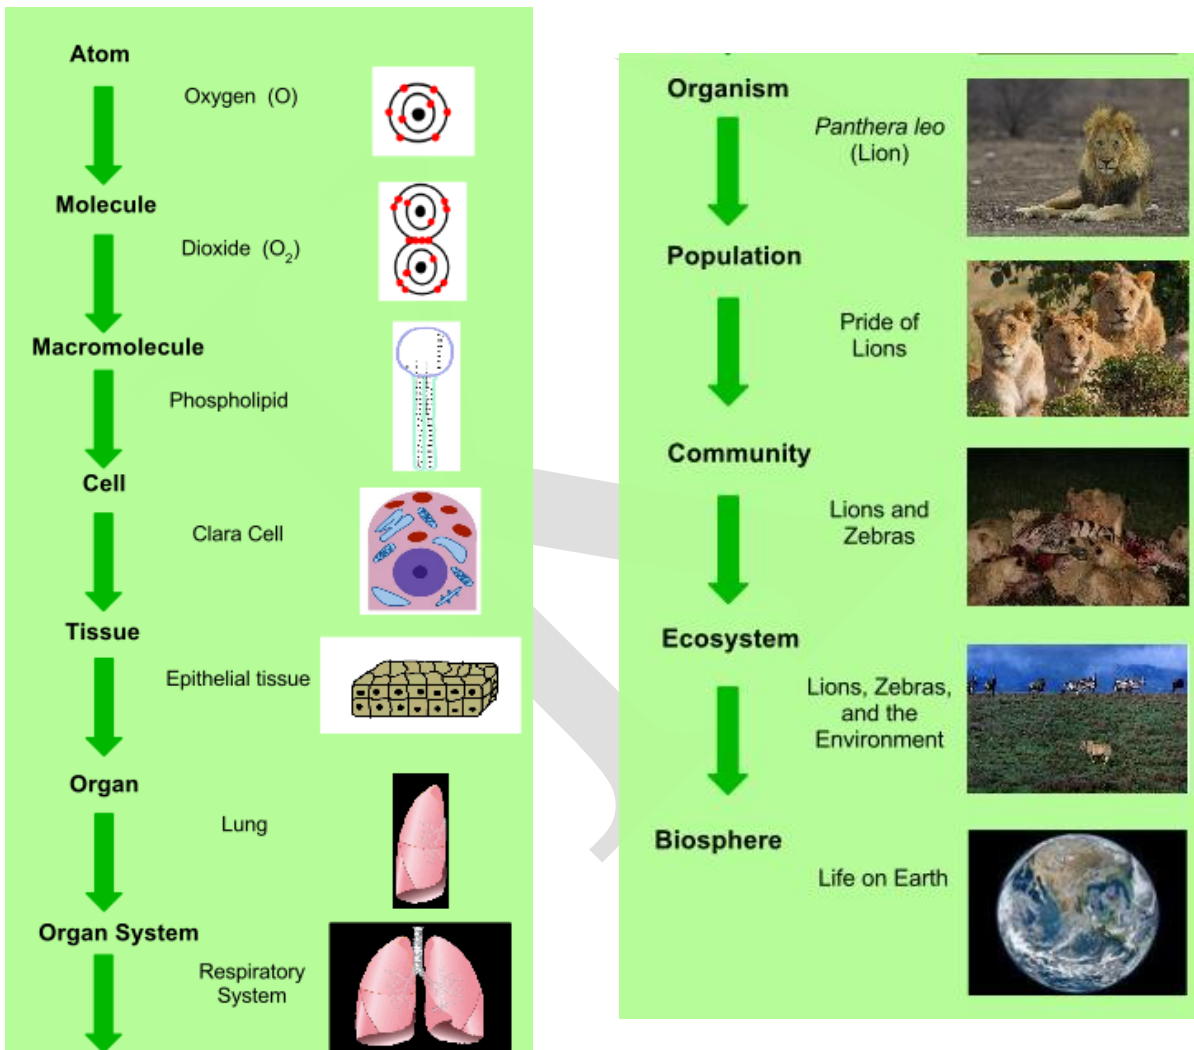 Atom
Oxygen (O)
Molecule
Dioxide (O₂)
Macromolecule
Phospholipid
Cell
Clara Cell
Tissue
Epithelial tissue
Organ
Lung
Organ System
Respiratory
System
Organism
Panthera leo
(Lion)
Population
Pride of
Lions
Community
Lions and
Zebras
Ecosystem
Lions, Zebras,
and the
Environment
Biosphere
Life on Earth